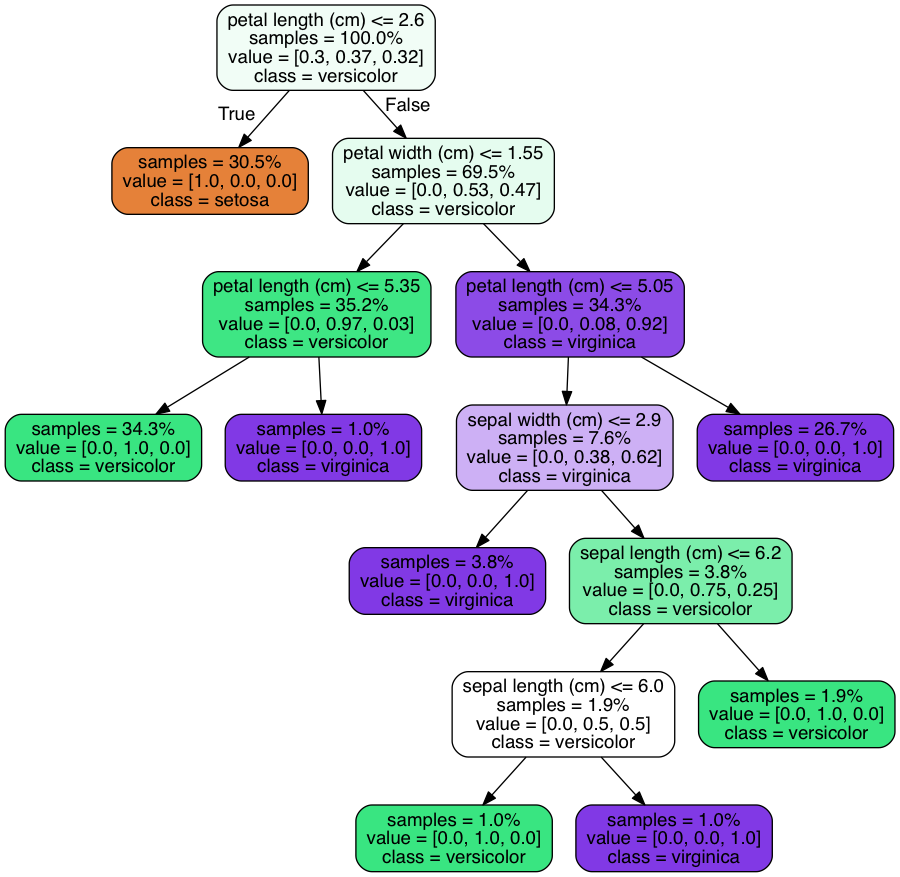 petal length (cm) <= 2.6
samples = 100.0%
value = [0.3, 0.37, 0.32]
class = versicolor
True
False
samples = 30.5%
value = [1.0, 0.0, 0.0]
class = setosa
petal width (cm) <= 1.55
samples = 69.5%
value = [0.0, 0.53, 0.47]
class = versicolor
petal length (cm) <= 5.35
samples = 35.2%
value = [0.0, 0.97, 0.03]
class = versicolor
petal length (cm) <= 5.05
samples = 34.3%
value = [0.0, 0.08, 0.92]
class = virginica
samples = 34.3%
value = [0.0, 1.0, 0.0]
class = versicolor
samples = 1.0%
value = [0.0, 0.0, 1.0]
class = virginica
sepal width (cm) <= 2.9
samples = 7.6%
value = [0.0, 0.38, 0.62]
class = virginica
samples = 26.7%
value = [0.0, 0.0, 1.0]
class = virginica
samples = 3.8%
value = [0.0, 0.0, 1.0]
class = virginica
sepal length (cm) <= 6.2
samples = 3.8%
value = [0.0, 0.75, 0.25]
class = versicolor
sepal length (cm) <= 6.0
samples = 1.9%
value = [0.0, 0.5, 0.5]
class = versicolor
samples = 1.9%
value = [0.0, 1.0, 0.0]
class = versicolor
samples = 1.0%
value = [0.0, 1.0, 0.0]
class = versicolor
samples = 1.0%
value = [0.0, 0.0, 1.0]
class = virginica